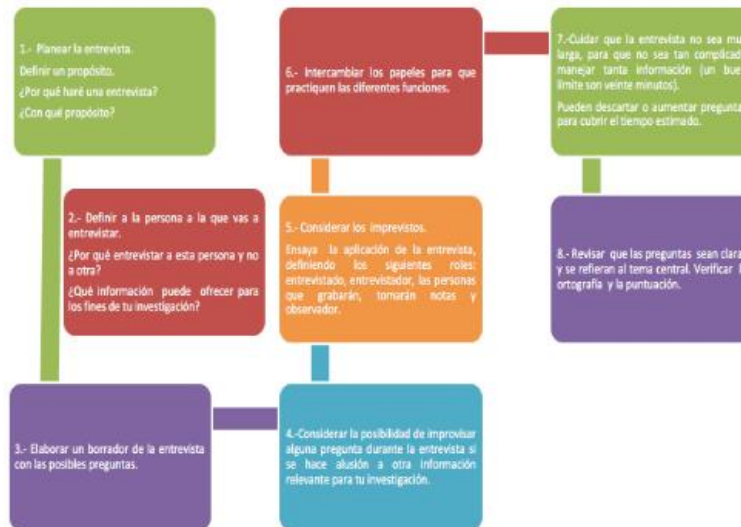 1.- Planear la entrevista.
Definir un propósito.
¿Por qué haré una entrevista?
¿Con qué propósito?
2.- Definir a la persona a la que vas a
entrevistar.
¿Por qué entrevistar a esta persona y no
a otra?
¿Qué información puede ofrecer para
los fines de tu investigación?
3.- Elaborar un borrador de la entrevista
con las posibles preguntas.
4.-Considerar la posibilidad de improvisar
alguna pregunta durante la entrevista si
se hace alusión a otra información
relevante para tu investigación.
5.- Considerar los imprevistos.
Ensaya la aplicación de la entrevista,
definiendo los siguientes roles:
entrevistado, entrevistador, las personas
que grabarán, tomarán notas y
observador.
6.- Intercambiar los papeles para que
practiquen las diferentes funciones.
7.-Cuidar que la entrevista no sea mu
larga, para que no sea tan complicad
manejar tanta información (un bue
límite son veinte minutos).
Pueden descartar o aumentar pregunta
para cubrir el tiempo estimado.
8.- Revisar que las preguntas sean clara
y se refieran al tema central. Verificar l
ortografía y la puntuación.